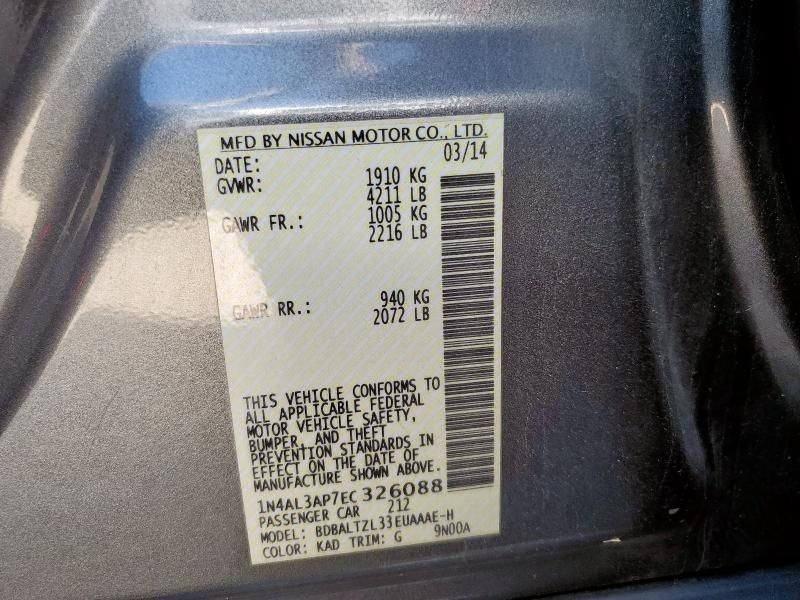 MFD BY NISSAN MOTOR CO., LTD.
DATE: 03/14
GVWR: 1910 KG
4211 LB
GAWR FR.: 1005 KG
2216 LB
GAWR RR.: 940 KG
2072 LB
THIS VEHICLE CONFORMS TO
ALL APPLICABLE FEDERAL
MOTOR VEHICLE SAFETY,
BUMPER, AND THEFT
PREVENTION STANDARDS IN
EFFECT ON THE DATE OF
MANUFACTURE SHOWN ABOVE.
1N4AL3AP7EC 326088
PASSENGER CAR 212
MODEL: BDBALTZL33EUAAAE-H
COLOR: KAD TRIM: G 9N00A